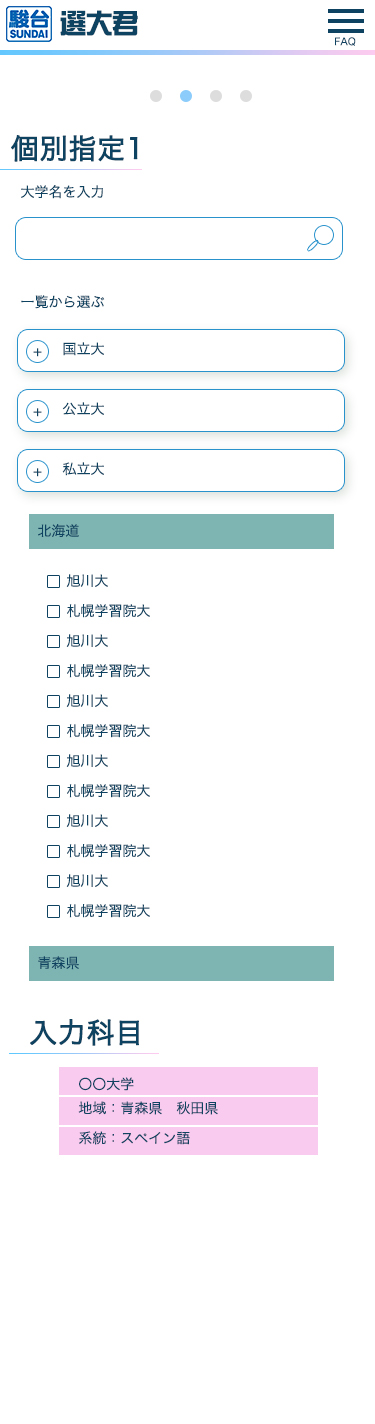 駿台 選大君
SUNDAI
FAQ
個別指定1
大学名を入力
一覧から選ぶ
+ 国立大
+ 公立大
+ 私立大
北海道
旭川大
札幌学習院大
旭川大
札幌学習院大
旭川大
札幌学習院大
旭川大
札幌学習院大
旭川大
札幌学習院大
旭川大
札幌学習院大
青森県
入力科目
〇〇大学
地域：青森県　秋田県
系統：スペイン語